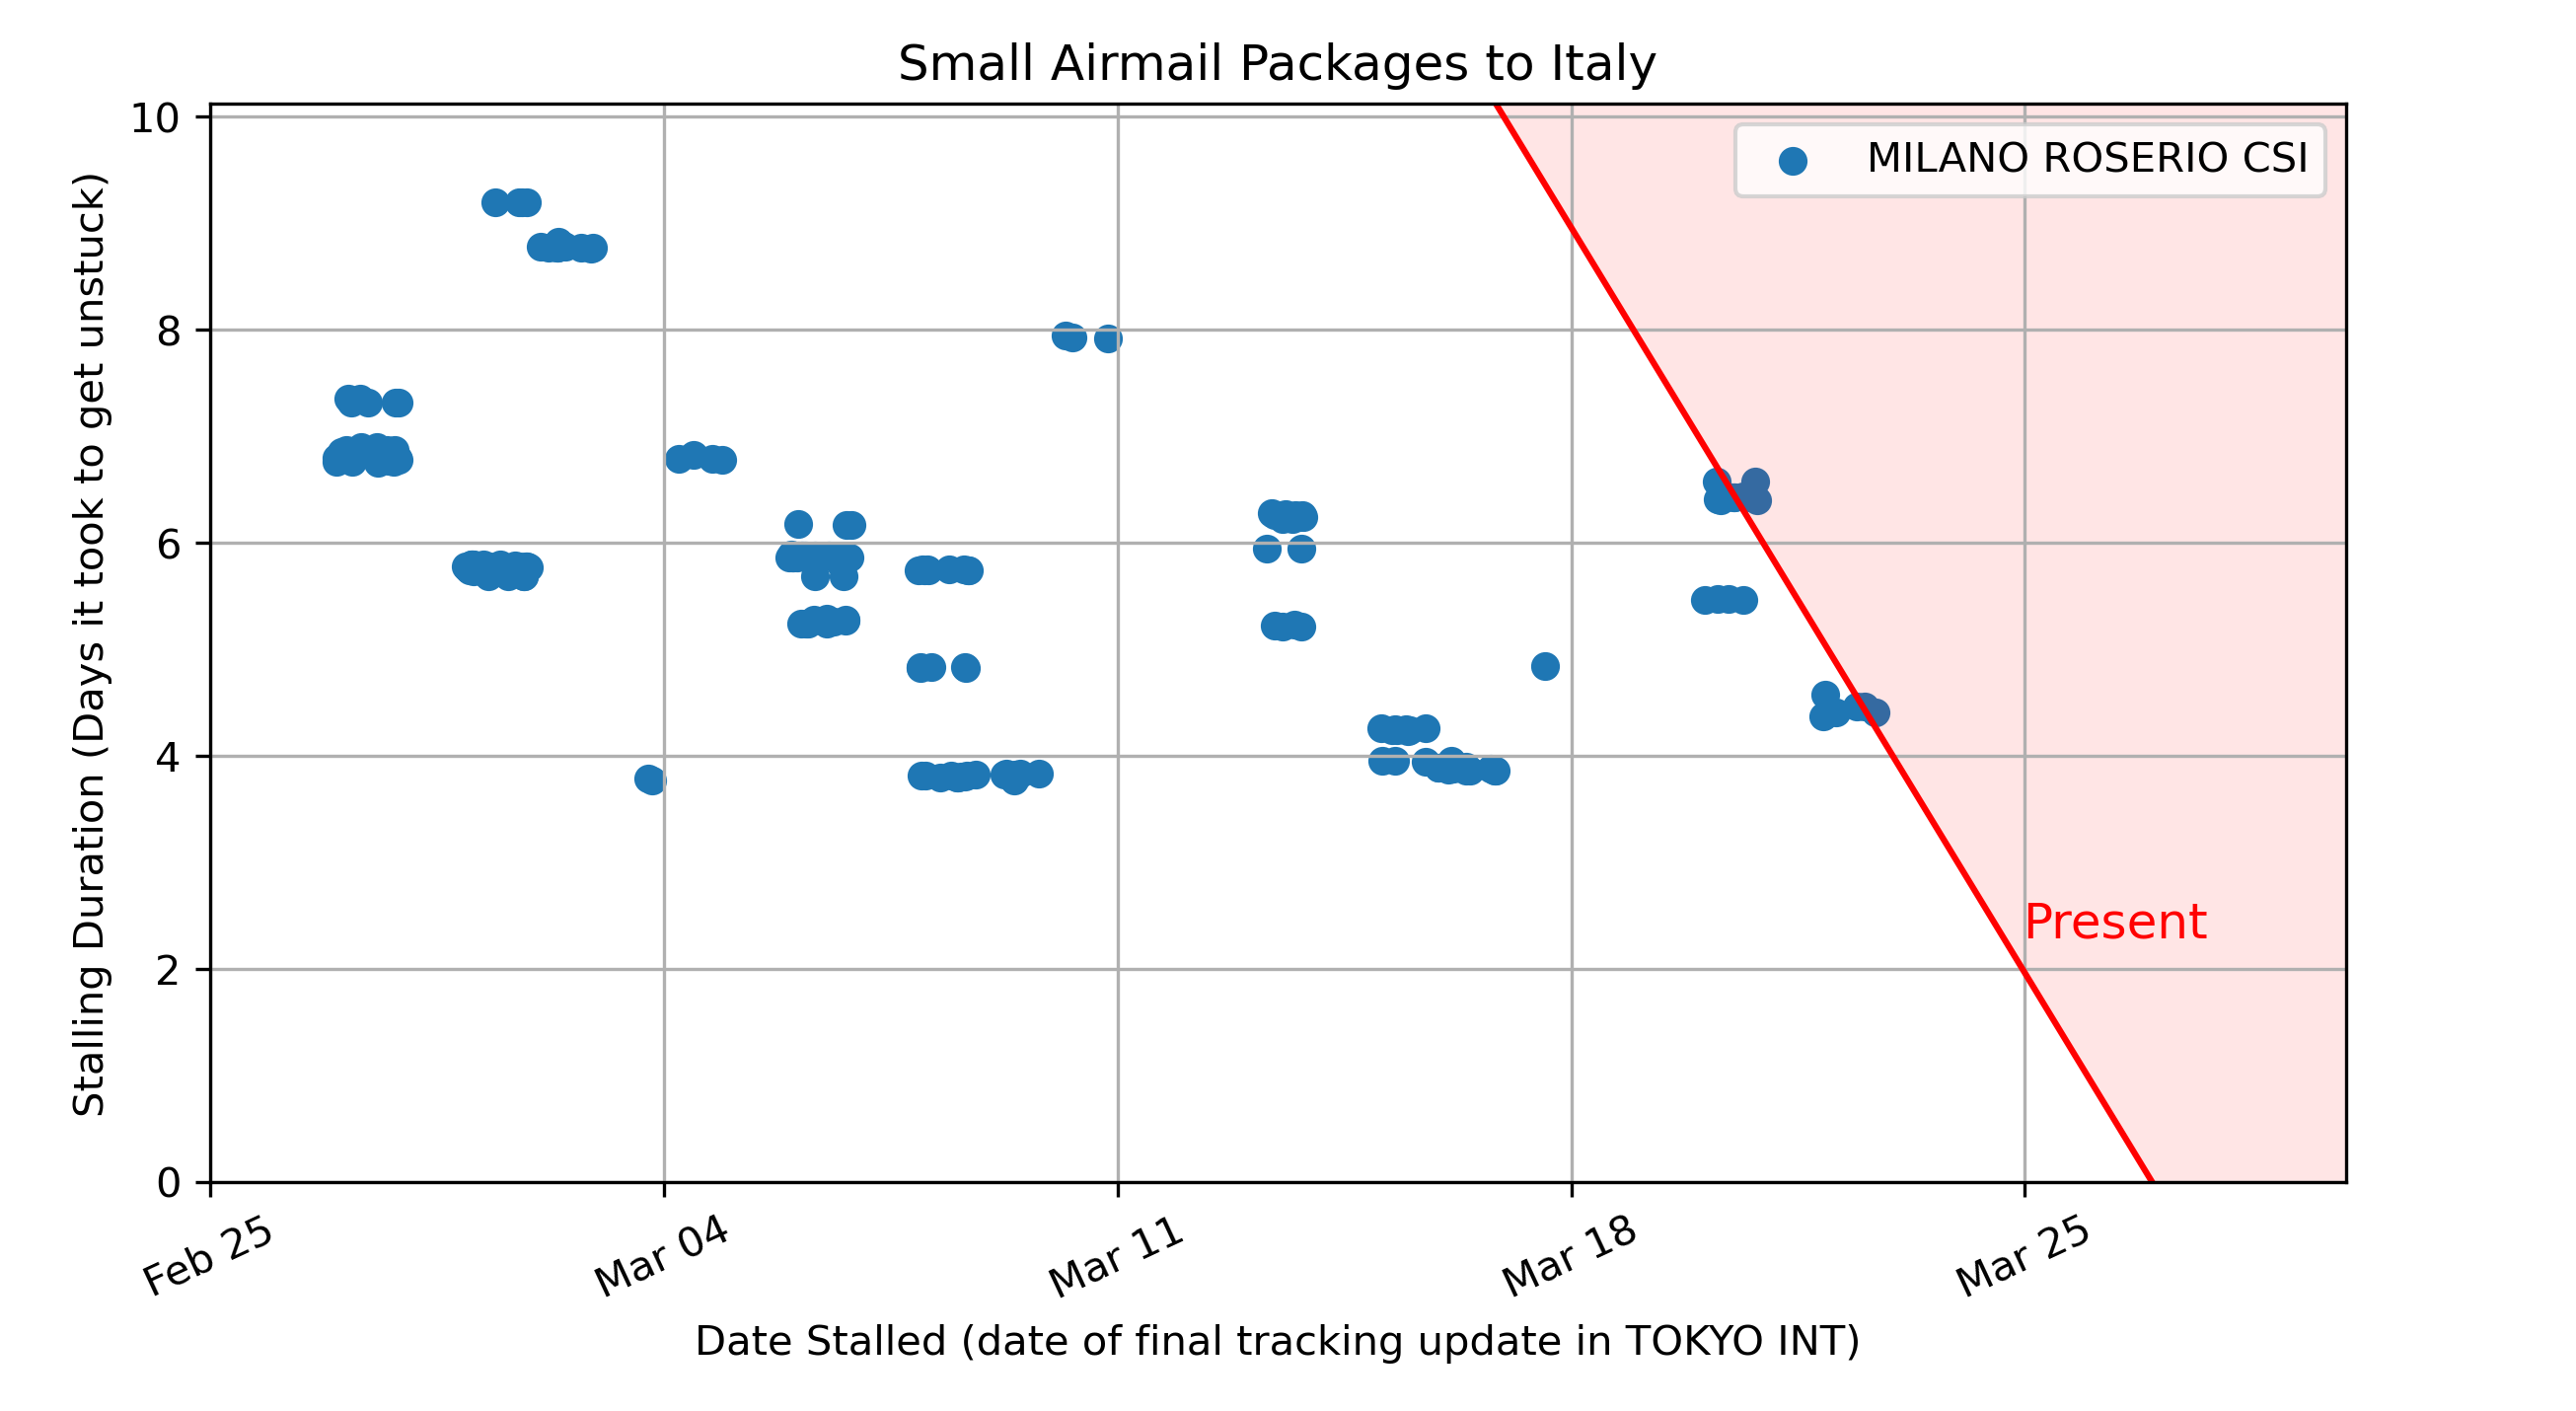 Small Airmail Packages to Italy
Stalling Duration (Days it took to get unstuck)
10
8
6
4
2
0
MILANO ROSERIO CSI
Present
Feb 25
Mar 04
Mar 11
Mar 18
Mar 25
Date Stalled (date of final tracking update in TOKYO INT)